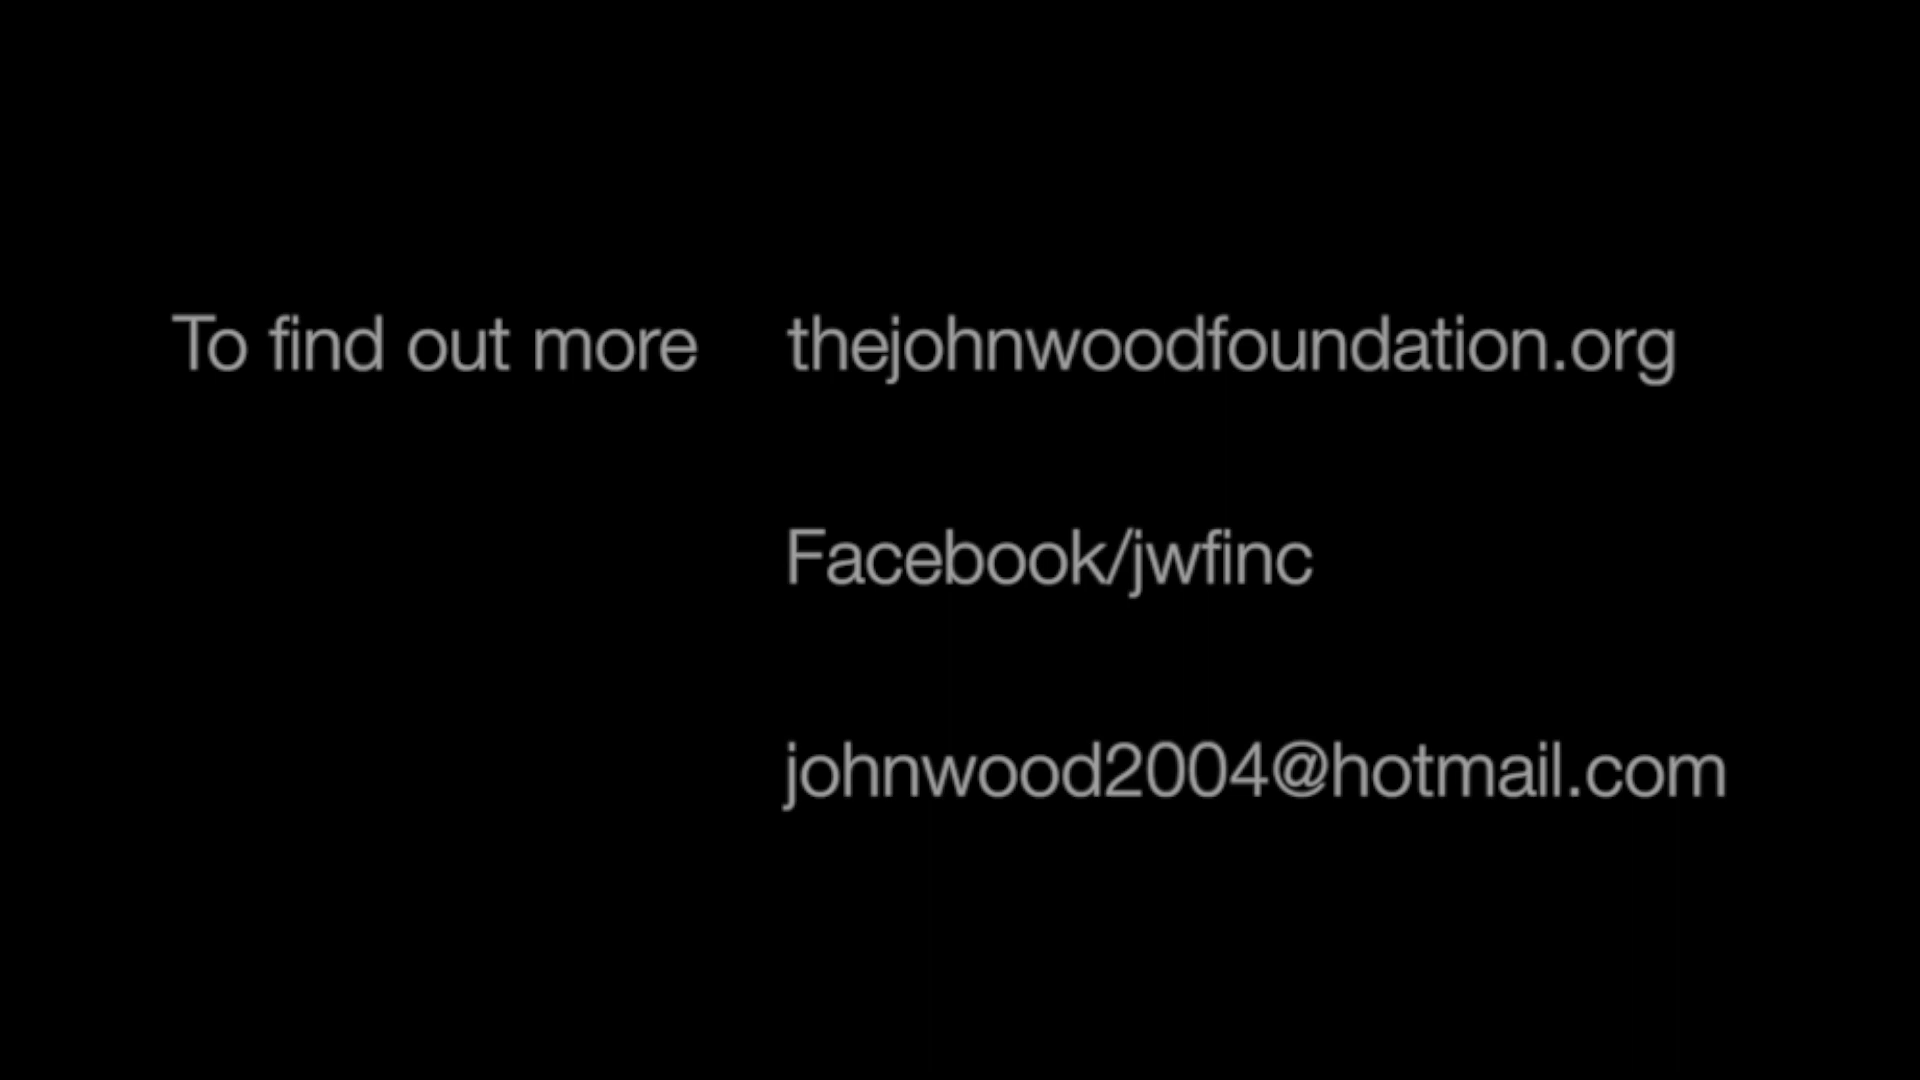 To find out more thejohnwoodfoundation.org
Facebook/jwfinc
johnwood2004@hotmail.com